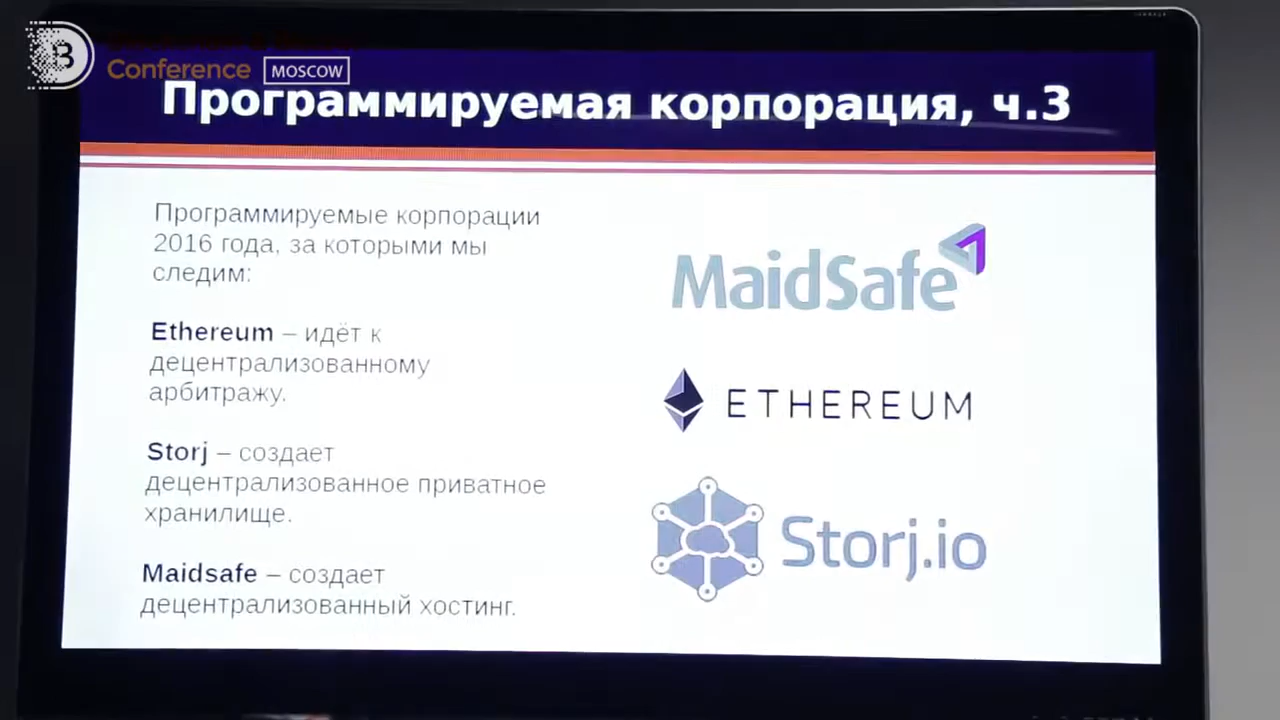 Conference MOSCOW
Программируемая корпорация, ч.3
Программируемые корпорации
2016 года, за которыми мы
следим:
Ethereum – идёт к
децентрализованному
арбитражу.
Storj – создает
децентрализованное приватное
хранилище.
Maidsafe – создает
децентрализованный хостинг.
MaidSafe
ETHEREUM
Storj.io